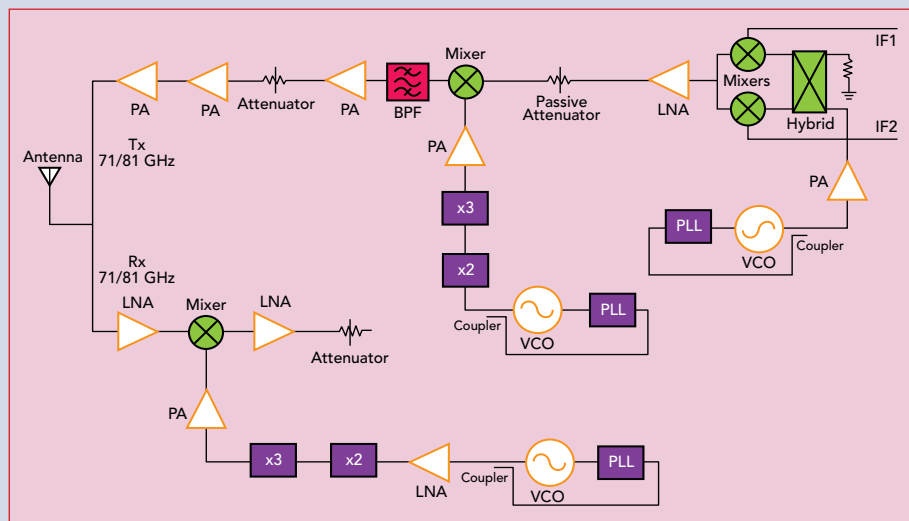 Mixer
IF1
Mixers
PA
PA
Attenuator
PA
BPF
Passive
Attenuator
LNA
Hybrid
IF2
Antenna
Tx
71/81 GHz
PA
PA
x3
PLL
VCO
Coupler
x2
Rx
71/81 GHz
LNA
Mixer
LNA
Attenuator
Coupler
VCO
PLL
PA
x3
x2
LNA
Coupler
VCO
PLL